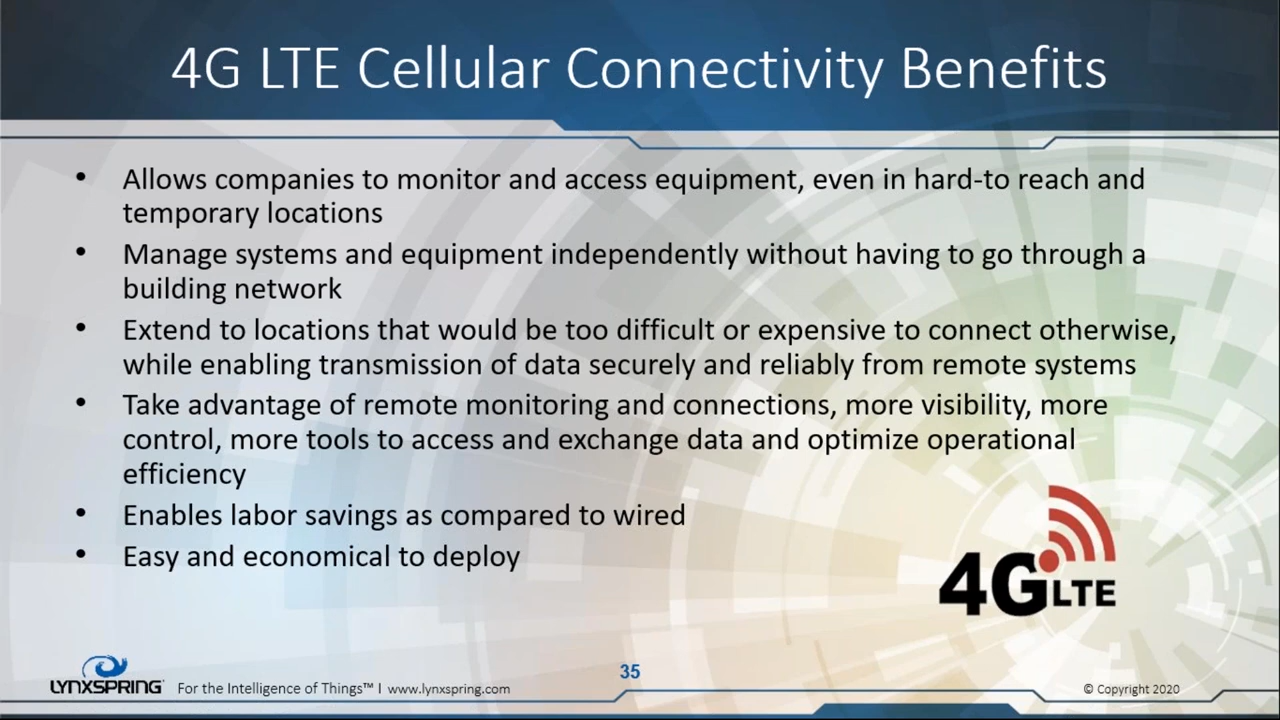 4G LTE Cellular Connectivity Benefits
• Allows companies to monitor and access equipment, even in hard-to reach and
temporary locations
• Manage systems and equipment independently without having to go through a
building network
• Extend to locations that would be too difficult or expensive to connect otherwise,
while enabling transmission of data securely and reliably from remote systems
• Take advantage of remote monitoring and connections, more visibility, more
control, more tools to access and exchange data and optimize operational
efficiency
• Enables labor savings as compared to wired
• Easy and economical to deploy
4G LTE
LYNXSPRING For the Intelligence of Things™ | www.lynxspring.com
35
© Copyright 2020